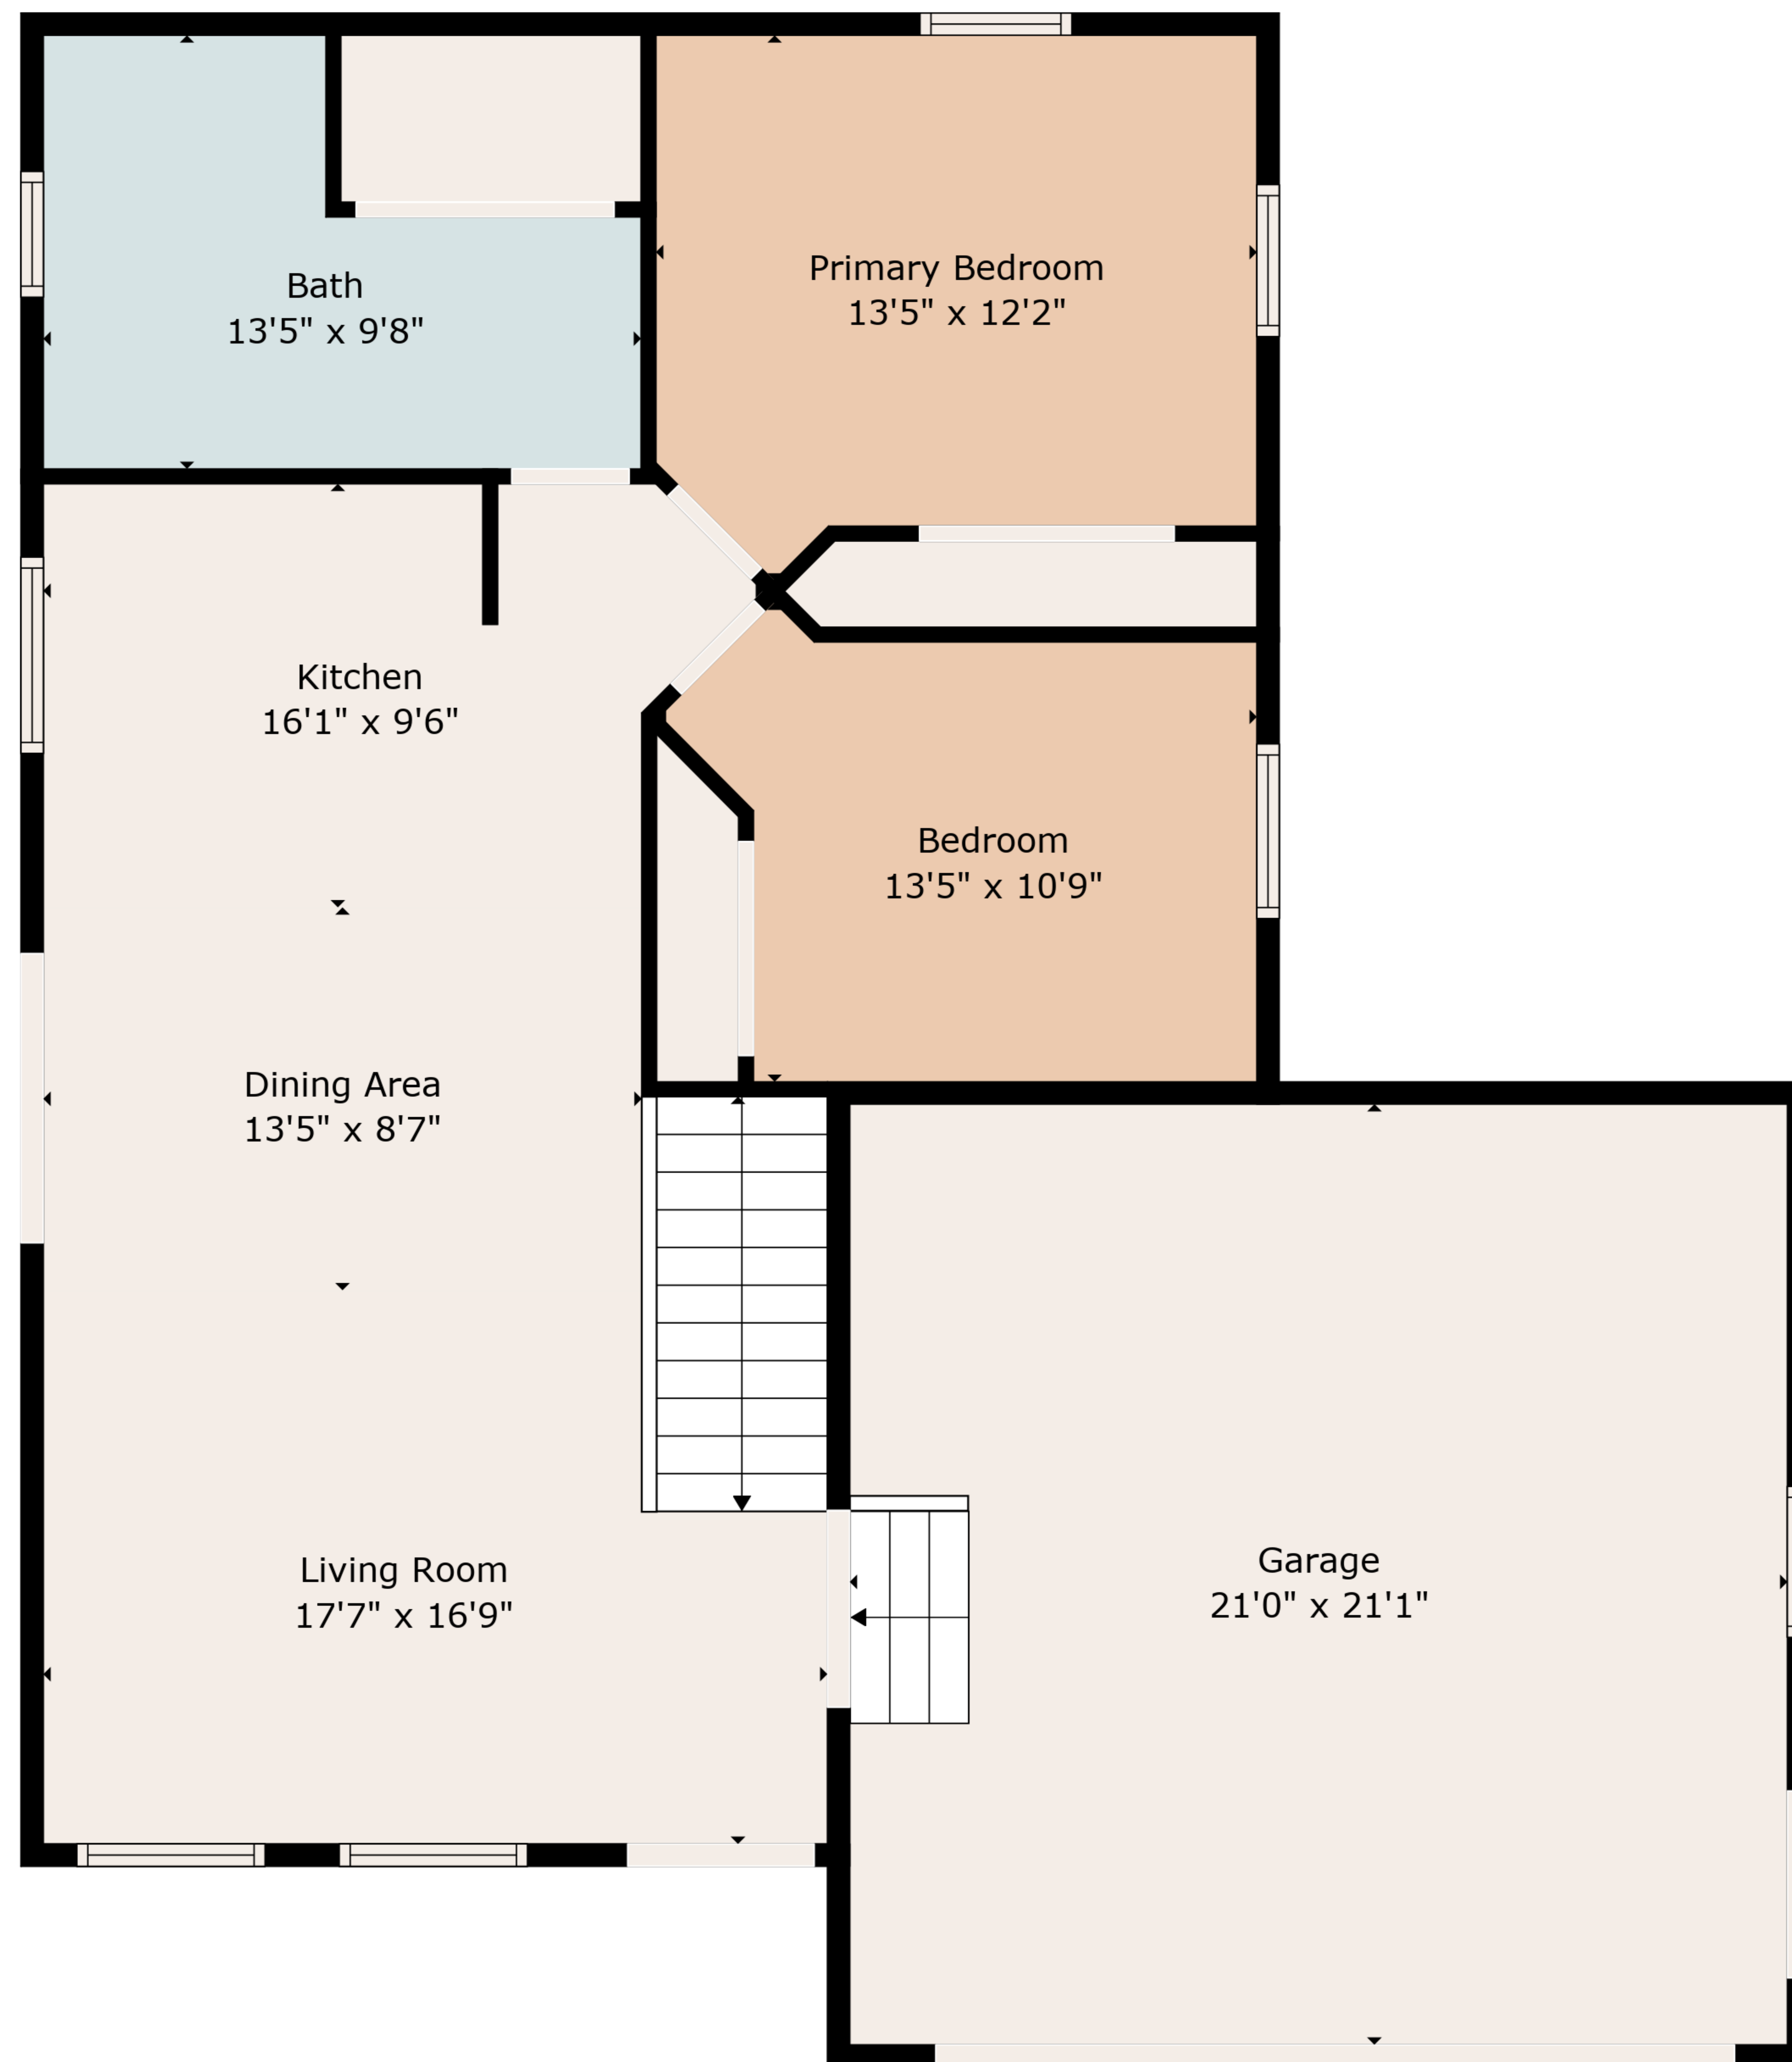 Bath
13'5" x 9'8"
Primary Bedroom
13'5" x 12'2"
Kitchen
16'1" x 9'6"
Bedroom
13'5" x 10'9"
Dining Area
13'5" x 8'7"
Living Room
17'7" x 16'9"
Garage
21'0" x 21'1"